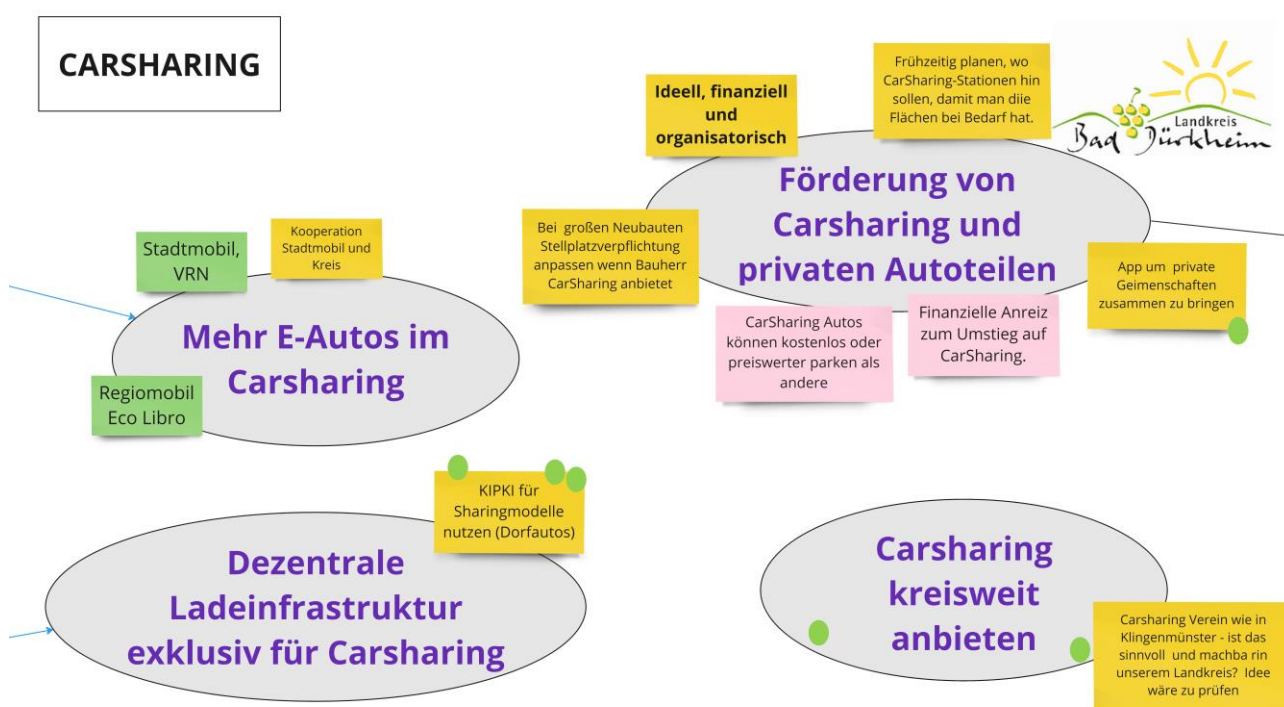 CARSHARING
Ideell, finanziell
und
organisatorisch
Frühzeitig planen, wo
CarSharing-Stationen hin
sollen, damit man diie
Flächen bei Bedarf hat.
Landkreis
Bad Dürkheim
Förderung von
Carsharing und
privaten Autoteilen
Bei großen Neubauten
Stellplatzverpflichtung
anpassen wenn Bauherr
CarSharing anbietet
App um private
Geimenschaften
zusammen zu bringen
CarSharing Autos
können kostenlos oder
preiswerter parken als
andere
Finanzielle Anreiz
zum Umstieg auf
CarSharing.
Stadtmobil,
VRN
Kooperation
Stadtmobil und
Kreis
Mehr E-Autos im
Carsharing
Regiomobil
Eco Libro
KIPKI für
Sharingmodelle
nutzen (Dorfautos)
Dezentrale
Ladeinfrastruktur
exklusiv für Carsharing
Carsharing
kreisweit
anbieten
Carsharing Verein wie in
Klingenmünster - ist das
sinnvoll und machba rin
unserem Landkreis? Idee
wäre zu prüfen